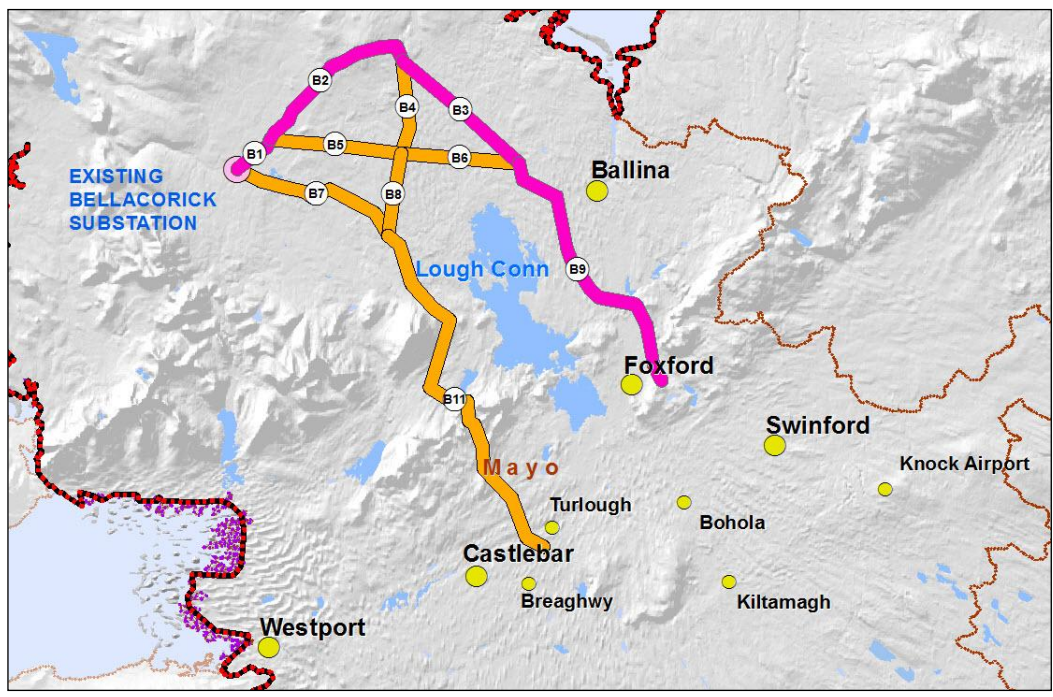 B2
B4
B3
B5
B1
B6
Ballina
EXISTING
BELLACORICK
SUBSTATION
B7
B8
Lough Conn
B9
Foxford
B11
Swinford
Mayo
Knock Airport
Turlough
Bohola
Castlebar
Breaghwy
Kiltamagh
Westport